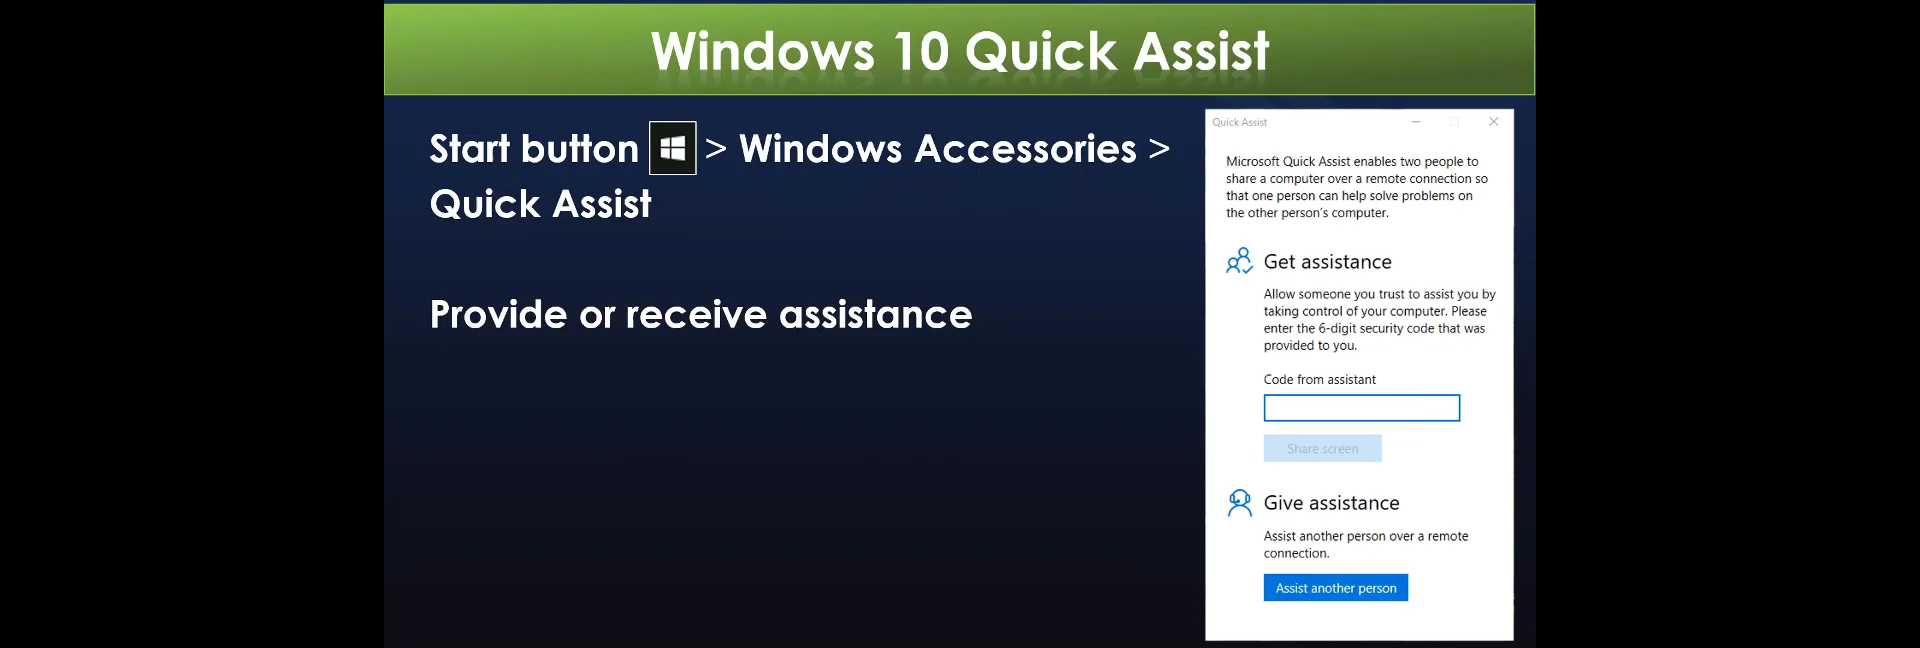 Windows 10 Quick Assist
Start button > Windows Accessories >
Quick Assist
Provide or receive assistance
Quick Assist
Microsoft Quick Assist enables two people to
share a computer over a remote connection so
that one person can help solve problems on
the other person's computer.
Get assistance
Allow someone you trust to assist you by
taking control of your computer. Please
enter the 6-digit security code that was
provided to you.
Code from assistant
Share screen
Give assistance
Assist another person over a remote
connection.
Assist another person